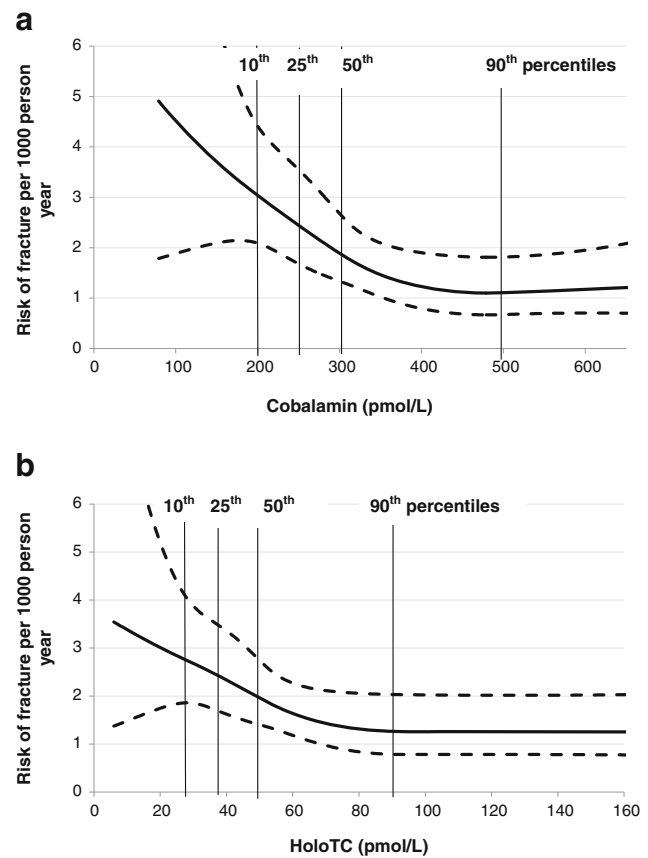 a
6
10th 25th 50th 90th percentiles
5
4
3
2
1
0
Risk of fracture per 1000 person
year
0 100 200 300 400 500 600
Cobalamin (pmol/L)
b
6
10th 25th 50th 90th percentiles
5
4
3
2
1
0
Risk of fracture per 1000 person
year
0 20 40 60 80 100 120 140 160
HoloTC (pmol/L)